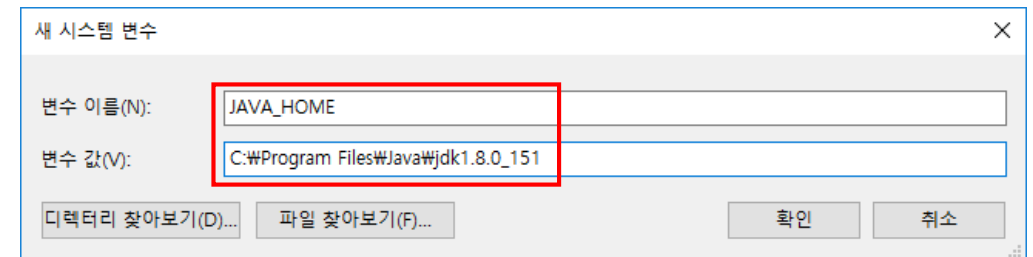 새 시스템 변수
변수 이름(N): JAVA_HOME
변수 값(V): C:₩Program Files₩Java₩jdk1.8.0_151
디렉터리 찾아보기(D)... 파일 찾아보기(F)... 확인 취소